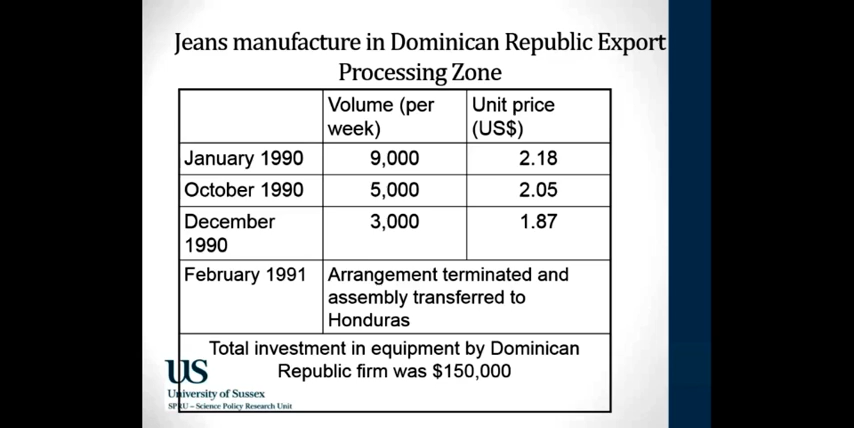 Jeans manufacture in Dominican Republic Export
Processing Zone
Volume (per
week)
Unit price
(US$)
January 1990 9,000 2.18
October 1990 5,000 2.05
December
1990
3,000 1.87
February 1991
Arrangement terminated and
assembly transferred to
Honduras
Total investment in equipment by Dominican
Republic firm was $150,000
US
University of Sussex
SPRU – Science Policy Research Unit